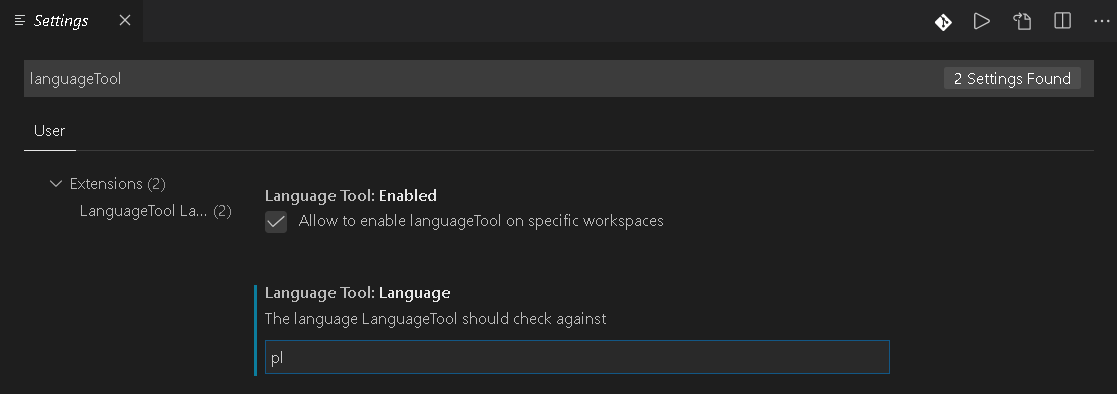 Settings
languageTool
2 Settings Found
User
Extensions (2)
LanguageTool La... (2)
Language Tool: Enabled
Allow to enable languageTool on specific workspaces
Language Tool: Language
The language LanguageTool should check against
pl